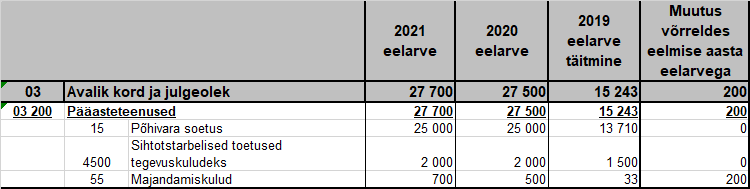 2021 eelarve 2020 eelarve 2019 eelarve täitmine Muutus võrreldes eelmise aasta eelarvega
03 Avalik kord ja julgeolek 27 700 27 500 15 243 200
03 200 Pääasteteenused 27 700 27 500 15 243 200
15 Põhivara soetus 25 000 25 000 13 710 0
Sihtotstarbelised toetused
4500 tegevuskuludeks 2 000 2 000 1 500 0
55 Majandamiskulud 700 500 33 200